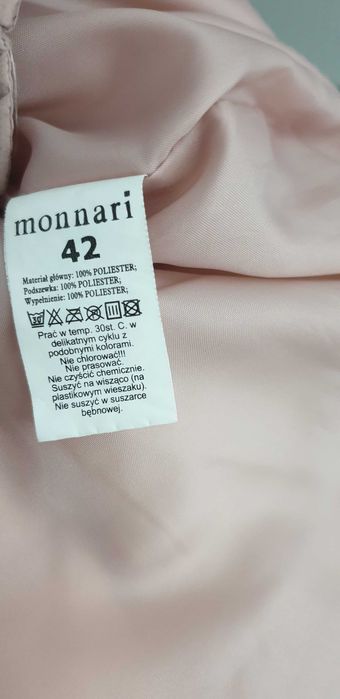 monnari
42
Materiał główny: 100% POLIESTER;
Podszewka: 100% POLIESTER;
Wypełnienie: 100% POLIESTER;
30
Prać w temp. 30st. C. w
delikatnym cyklu z
podobnymi kolorami.
Nie chlorować!!!
Nie prasować.
Nie czyścić chemicznie.
Suszyć na wisząco (na
plastikowym wieszaku).
Nie suszyć w suszarce
bębnowej.